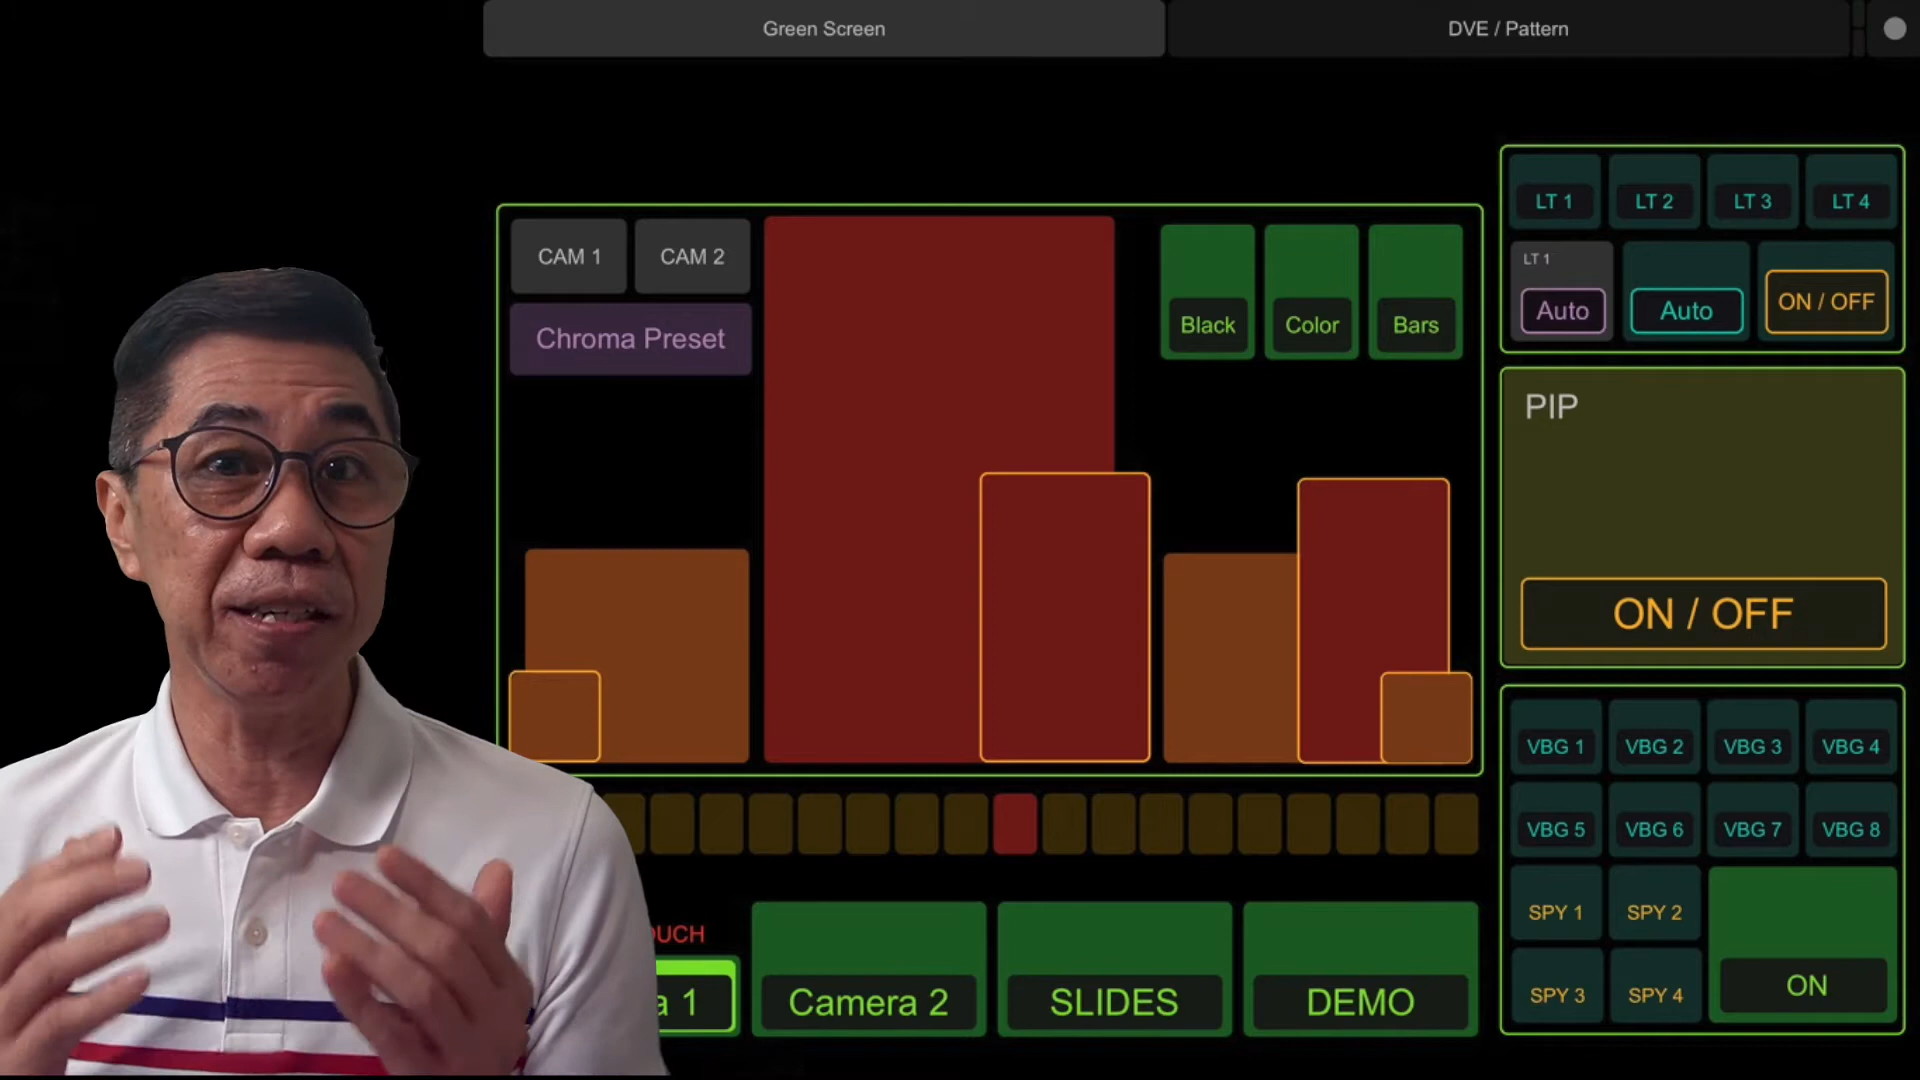 Green Screen
DVE / Pattern
CAM 1
CAM 2
Chroma Preset
Black
Color
Bars
LT 1
LT 2
LT 3
LT 4
LT 1
Auto
Auto
ON / OFF
PIP
ON / OFF
VBG 1
VBG 2
VBG 3
VBG 4
VBG 5
VBG 6
VBG 7
VBG 8
SPY 1
SPY 2
SPY 3
SPY 4
ON
OUCH
a 1
Camera 2
SLIDES
DEMO